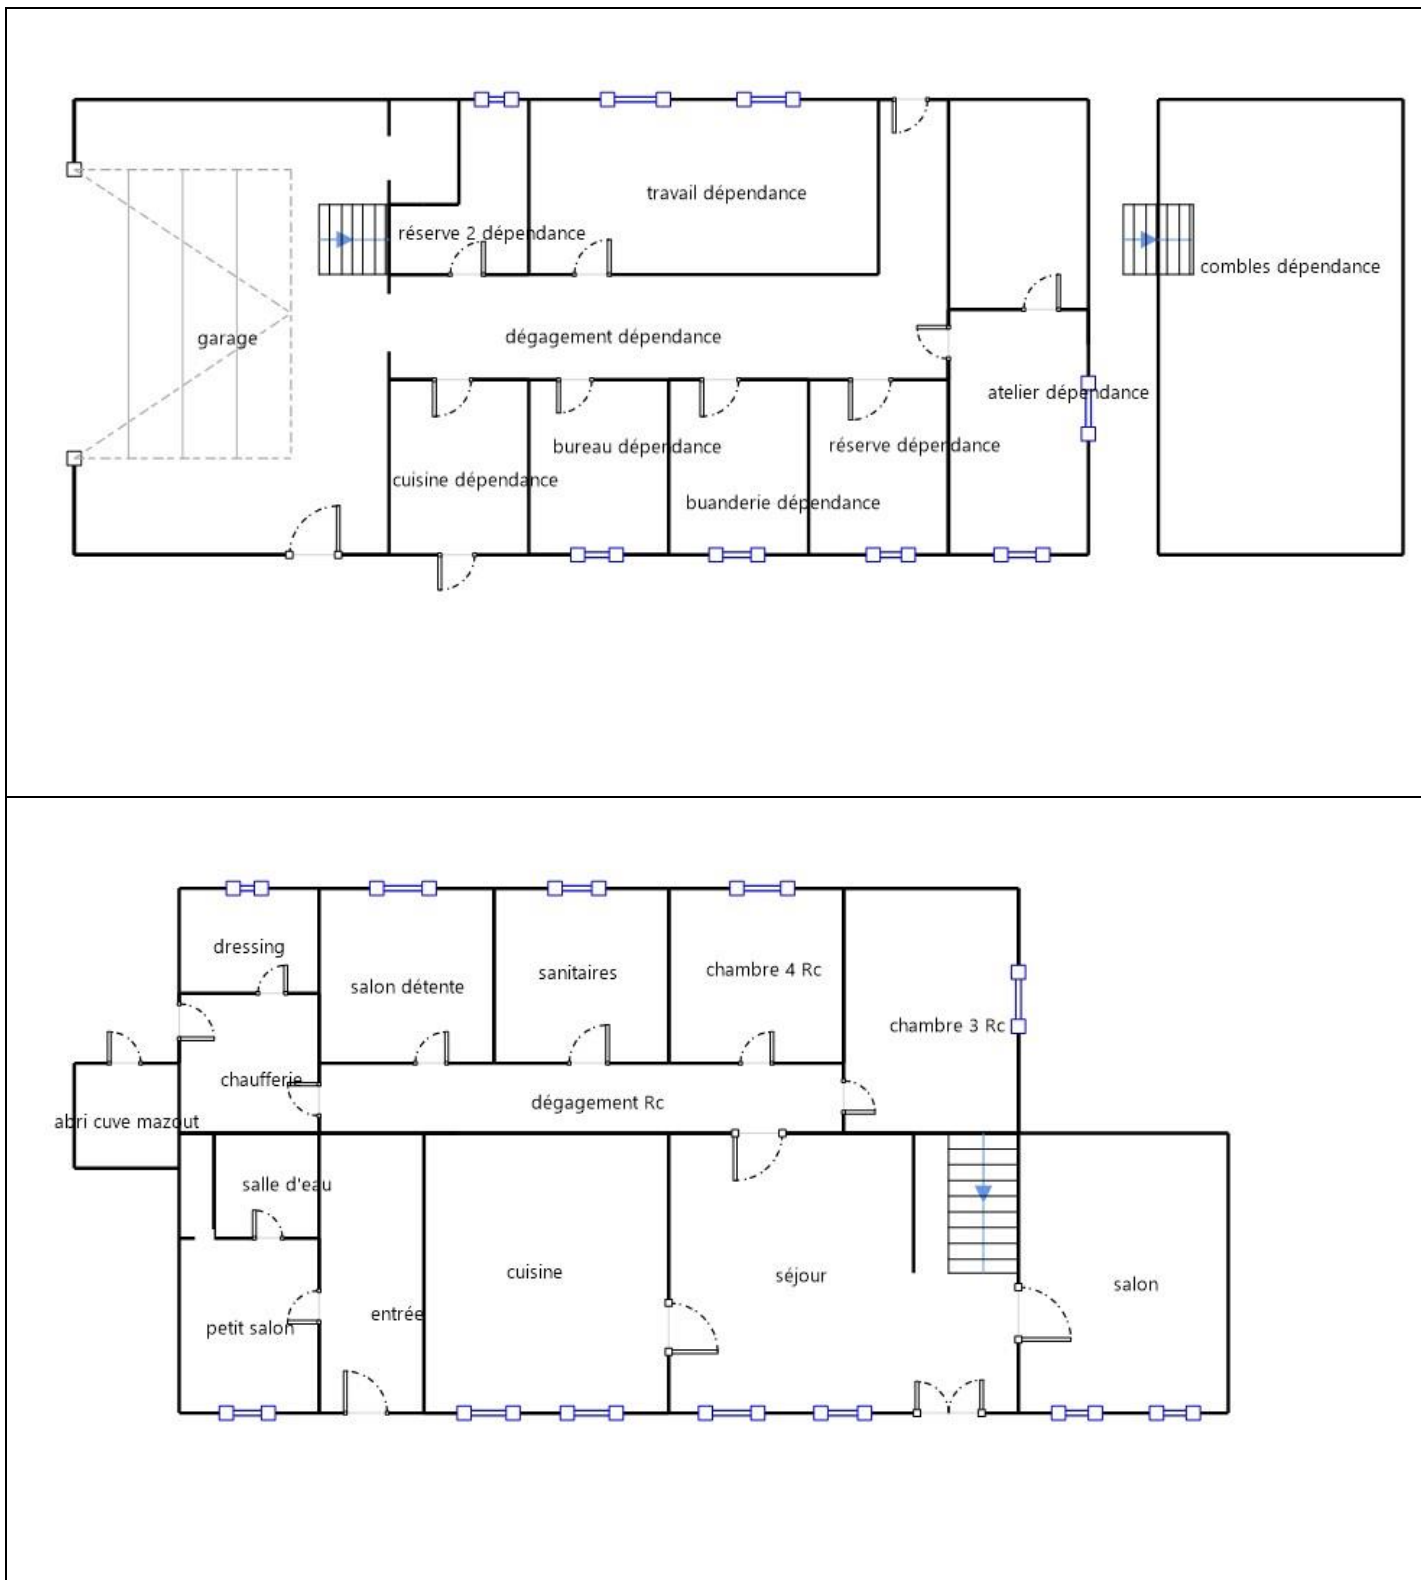 travail dépendance
réserve 2 dépendance
combles dépendance
garage
dégagement dépendance
atelier dépendance
bureau dépendance
réserve dépendance
cuisine dépendance
buanderie dépendance
dressing
salon détente
sanitaires
chambre 4 Rc
chambre 3 Rc
chaufferie
dégagement Rc
abri cuve mazout
salle d'eau
cuisine
séjour
salon
entrée
petit salon